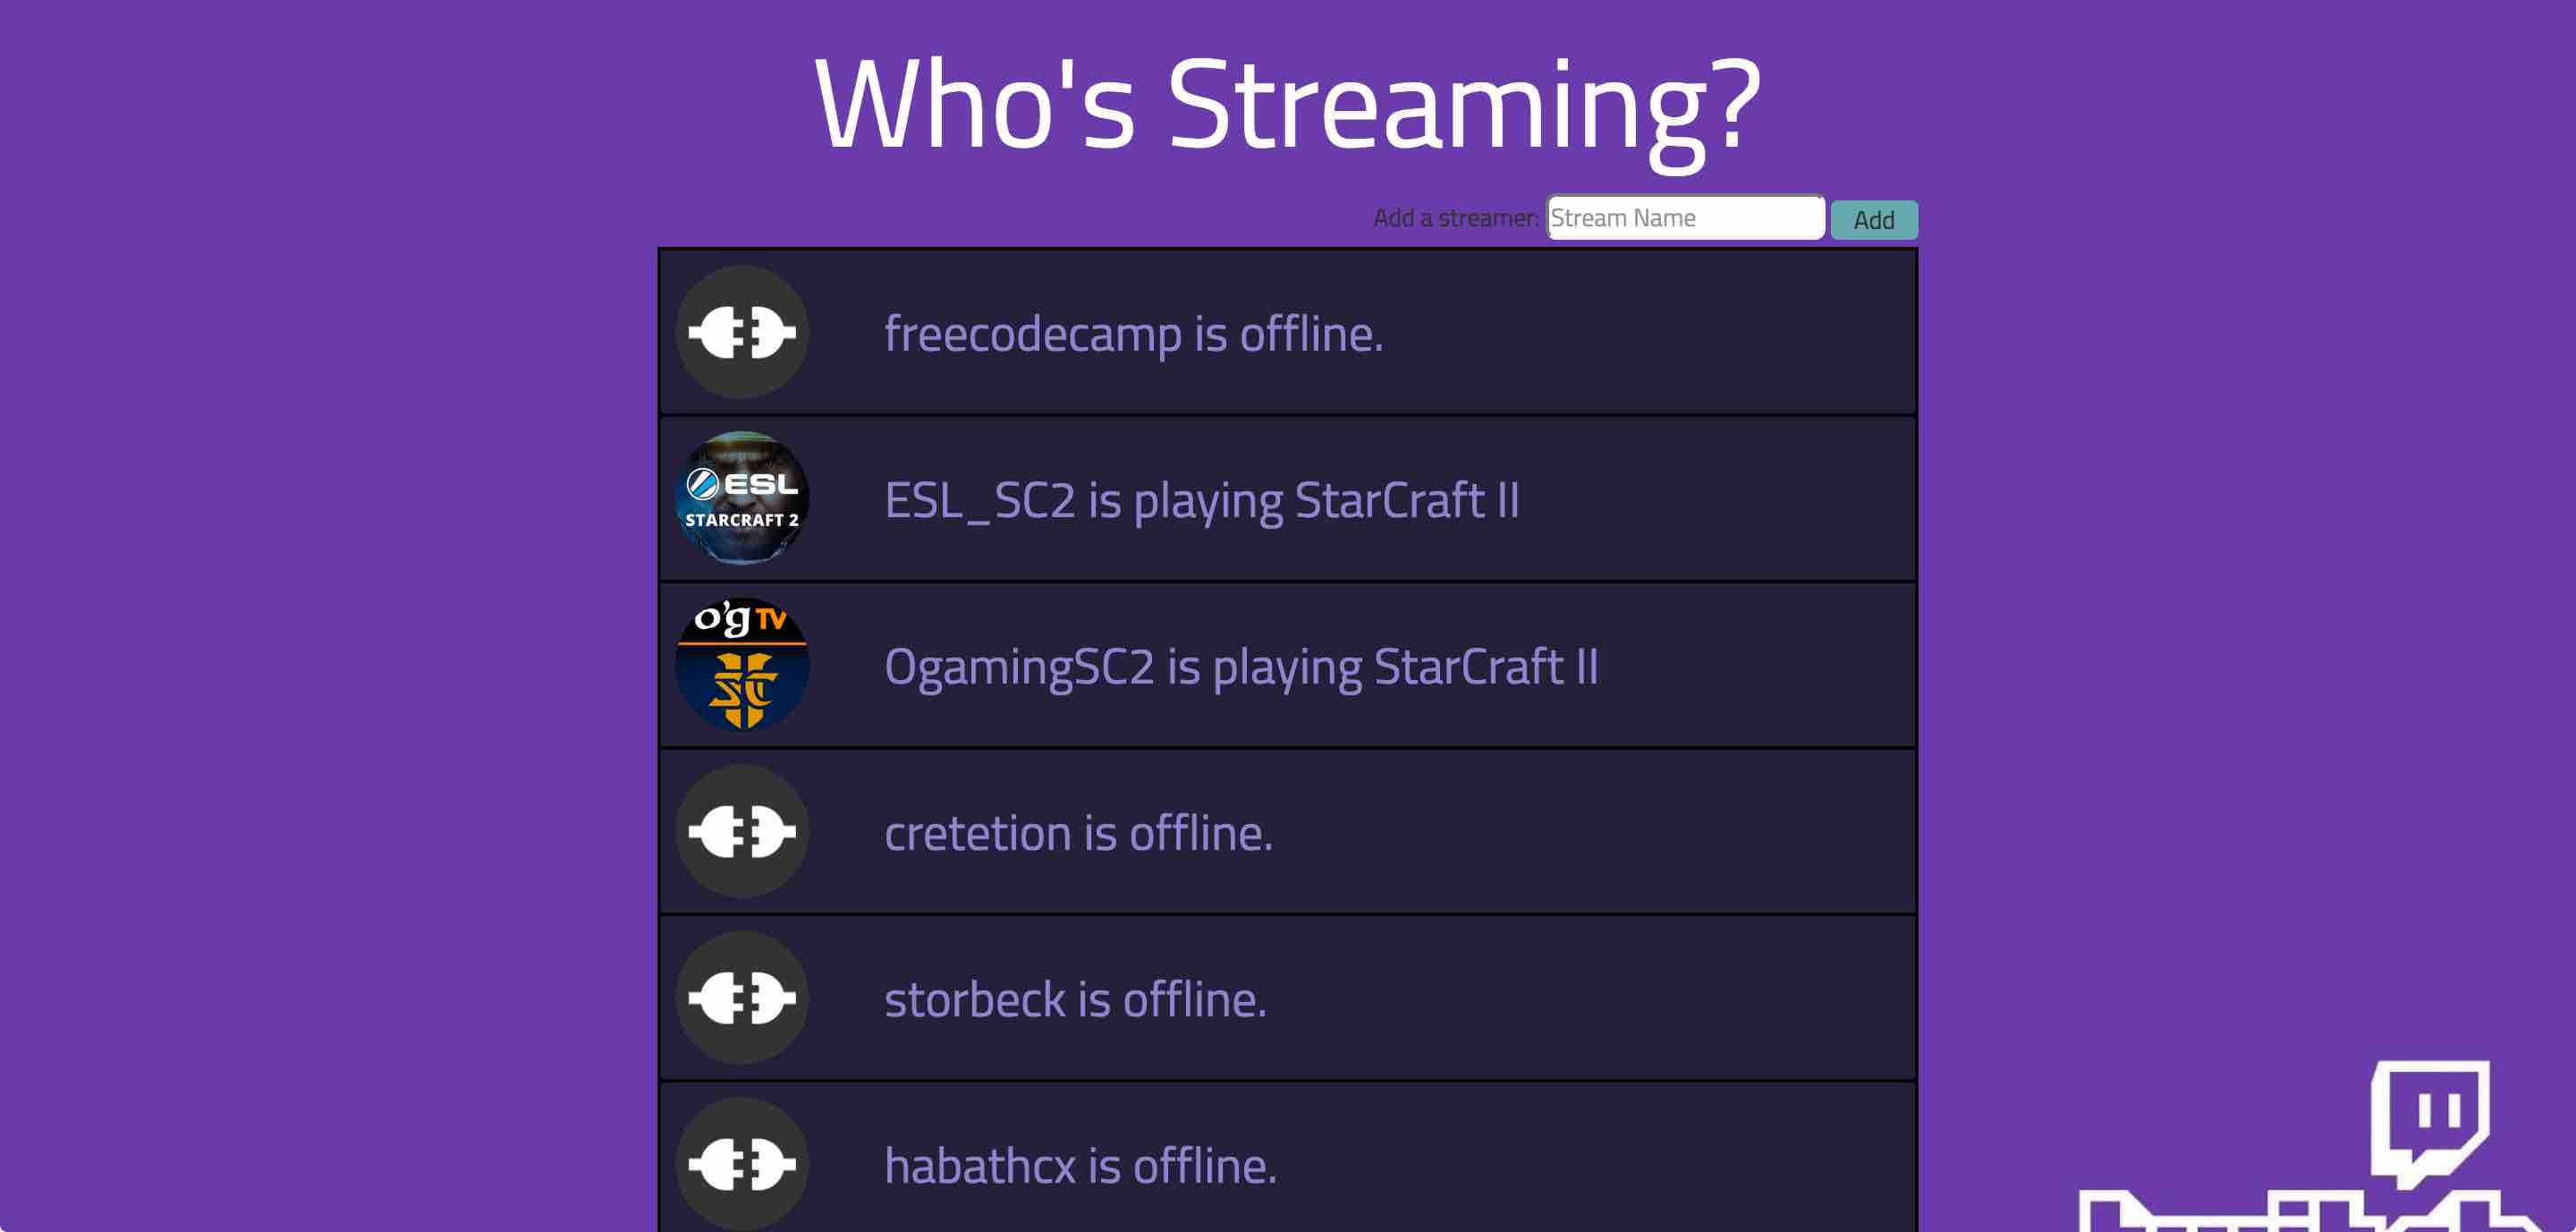 Who's Streaming?
Add a streamer: Stream Name Add
freecodecamp is offline.
ESL
STARCRAFT 2
ESL_SC2 is playing StarCraft II
o'g TV
SC
OgamingSC2 is playing StarCraft II
cretetion is offline.
storbeck is offline.
habathcx is offline.